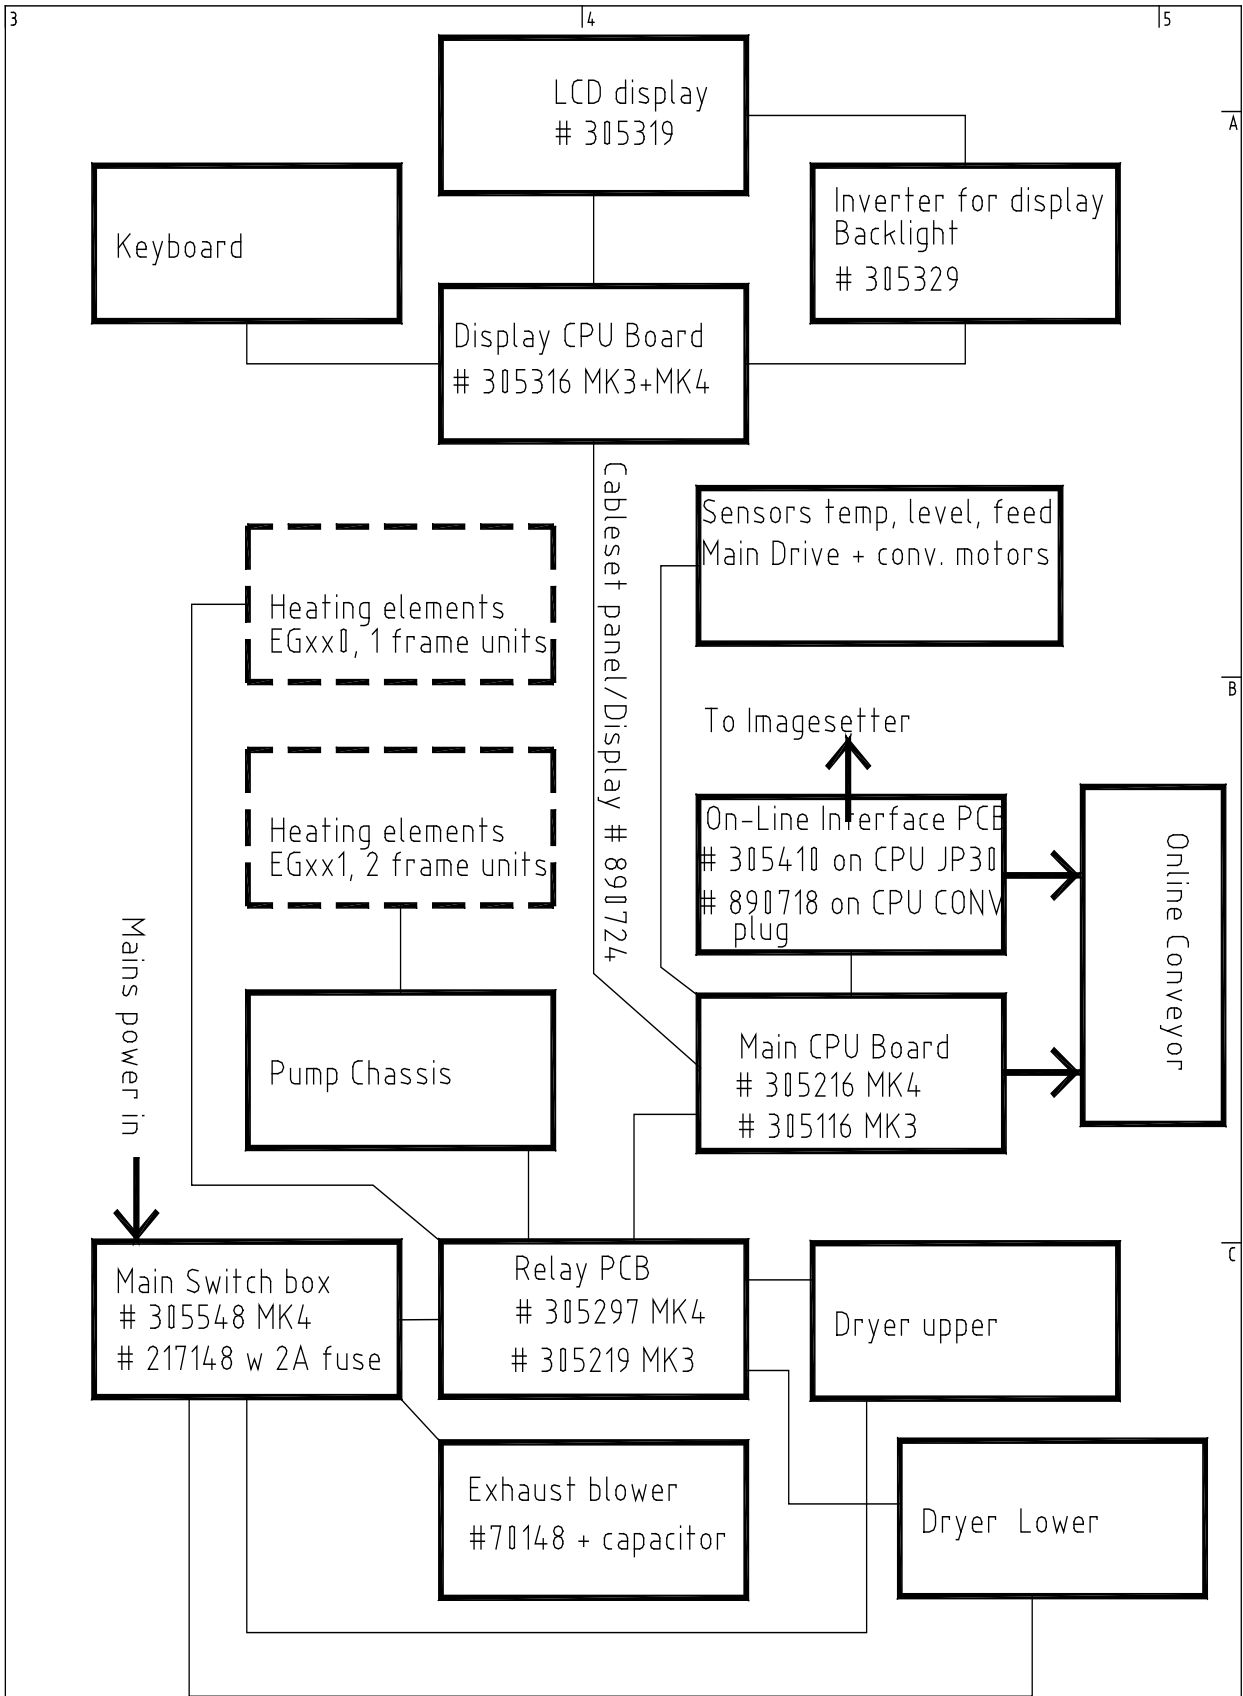 3
4
5
A
LCD display
# 305319
Keyboard
Inverter for display
Backlight
# 305329
Display CPU Board
# 305316 MK3+MK4
Cableset panel/Display # 890724
Sensors temp, level, feed
Main Drive + conv. motors
Heating elements
EGxx0, 1 frame units
B
To Imagesetter
Heating elements
EGxx1, 2 frame units
On-Line Interface PCB
# 305410 on CPU JP30
# 890718 on CPU CONV
plug
Online Conveyor
Mains power in
Pump Chassis
Main CPU Board
# 305216 MK4
# 305116 MK3
C
Main Switch box
# 305548 MK4
# 217148 w 2A fuse
Relay PCB
# 305297 MK4
# 305219 MK3
Dryer upper
Exhaust blower
#70148 + capacitor
Dryer Lower